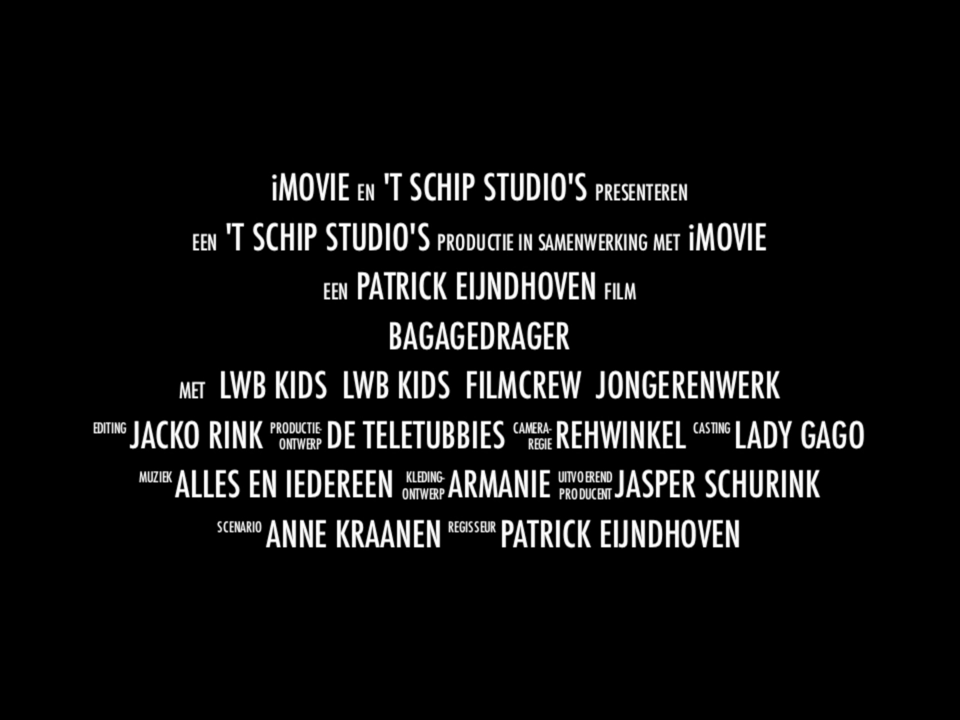 iMOVIE EN 'T SCHIP STUDIO'S PRESENTEREN
EEN 'T SCHIP STUDIO'S PRODUCTIE IN SAMENWERKING MET iMOVIE
EEN PATRICK EIJNDHOVEN FILM
BAGAGEDRAGER
MET LWB KIDS LWB KIDS FILMCREW JONGERENWERK
EDITING JACKO RINK PRODUCTIE-ONTWERP DE TELETUBBIES CAMERA-REGIE REHWINKEL CASTING LADY GAGO
MUZIEK ALLES EN IEDEREEN KLEDING-ONTWERP ARMANIE UITVOEREND PRODUCENT JASPER SCHURINK
SCENARIO ANNE KRAANEN REGISSEUR PATRICK EIJNDHOVEN